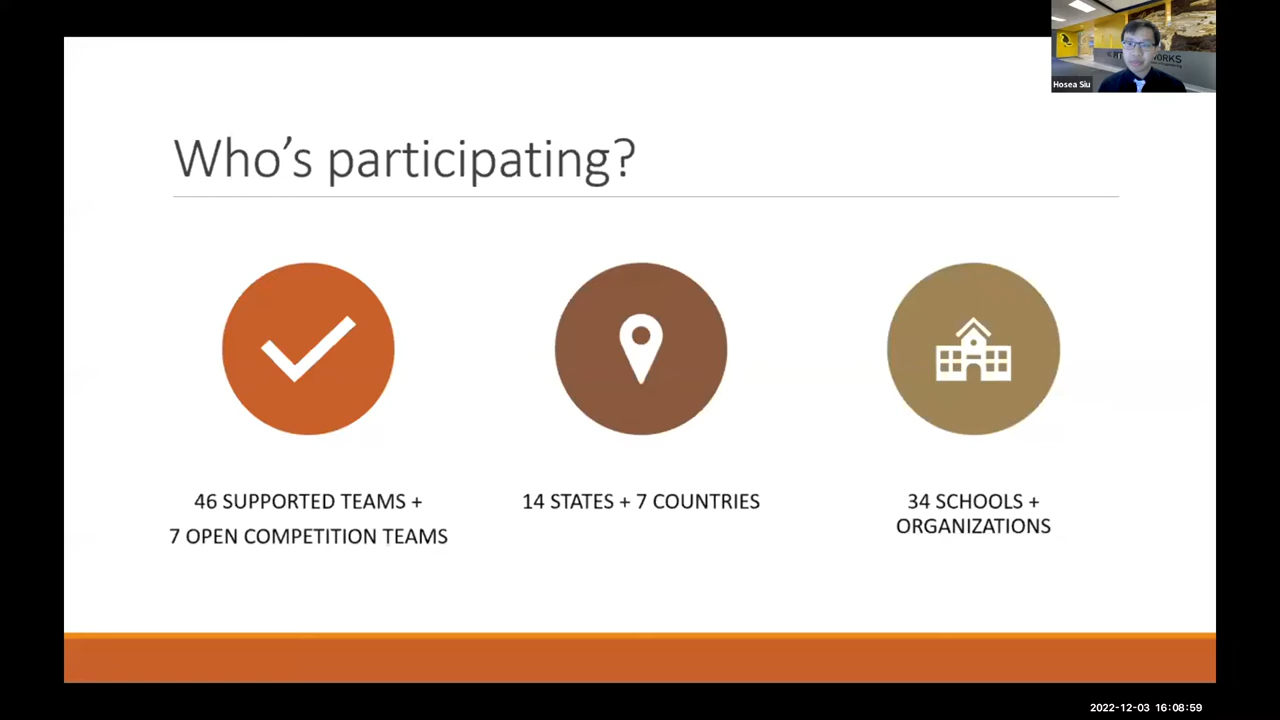 Hosea Siu
Who's participating?
46 SUPPORTED TEAMS +
7 OPEN COMPETITION TEAMS
14 STATES + 7 COUNTRIES
34 SCHOOLS +
ORGANIZATIONS
2022-12-03 16:08:59